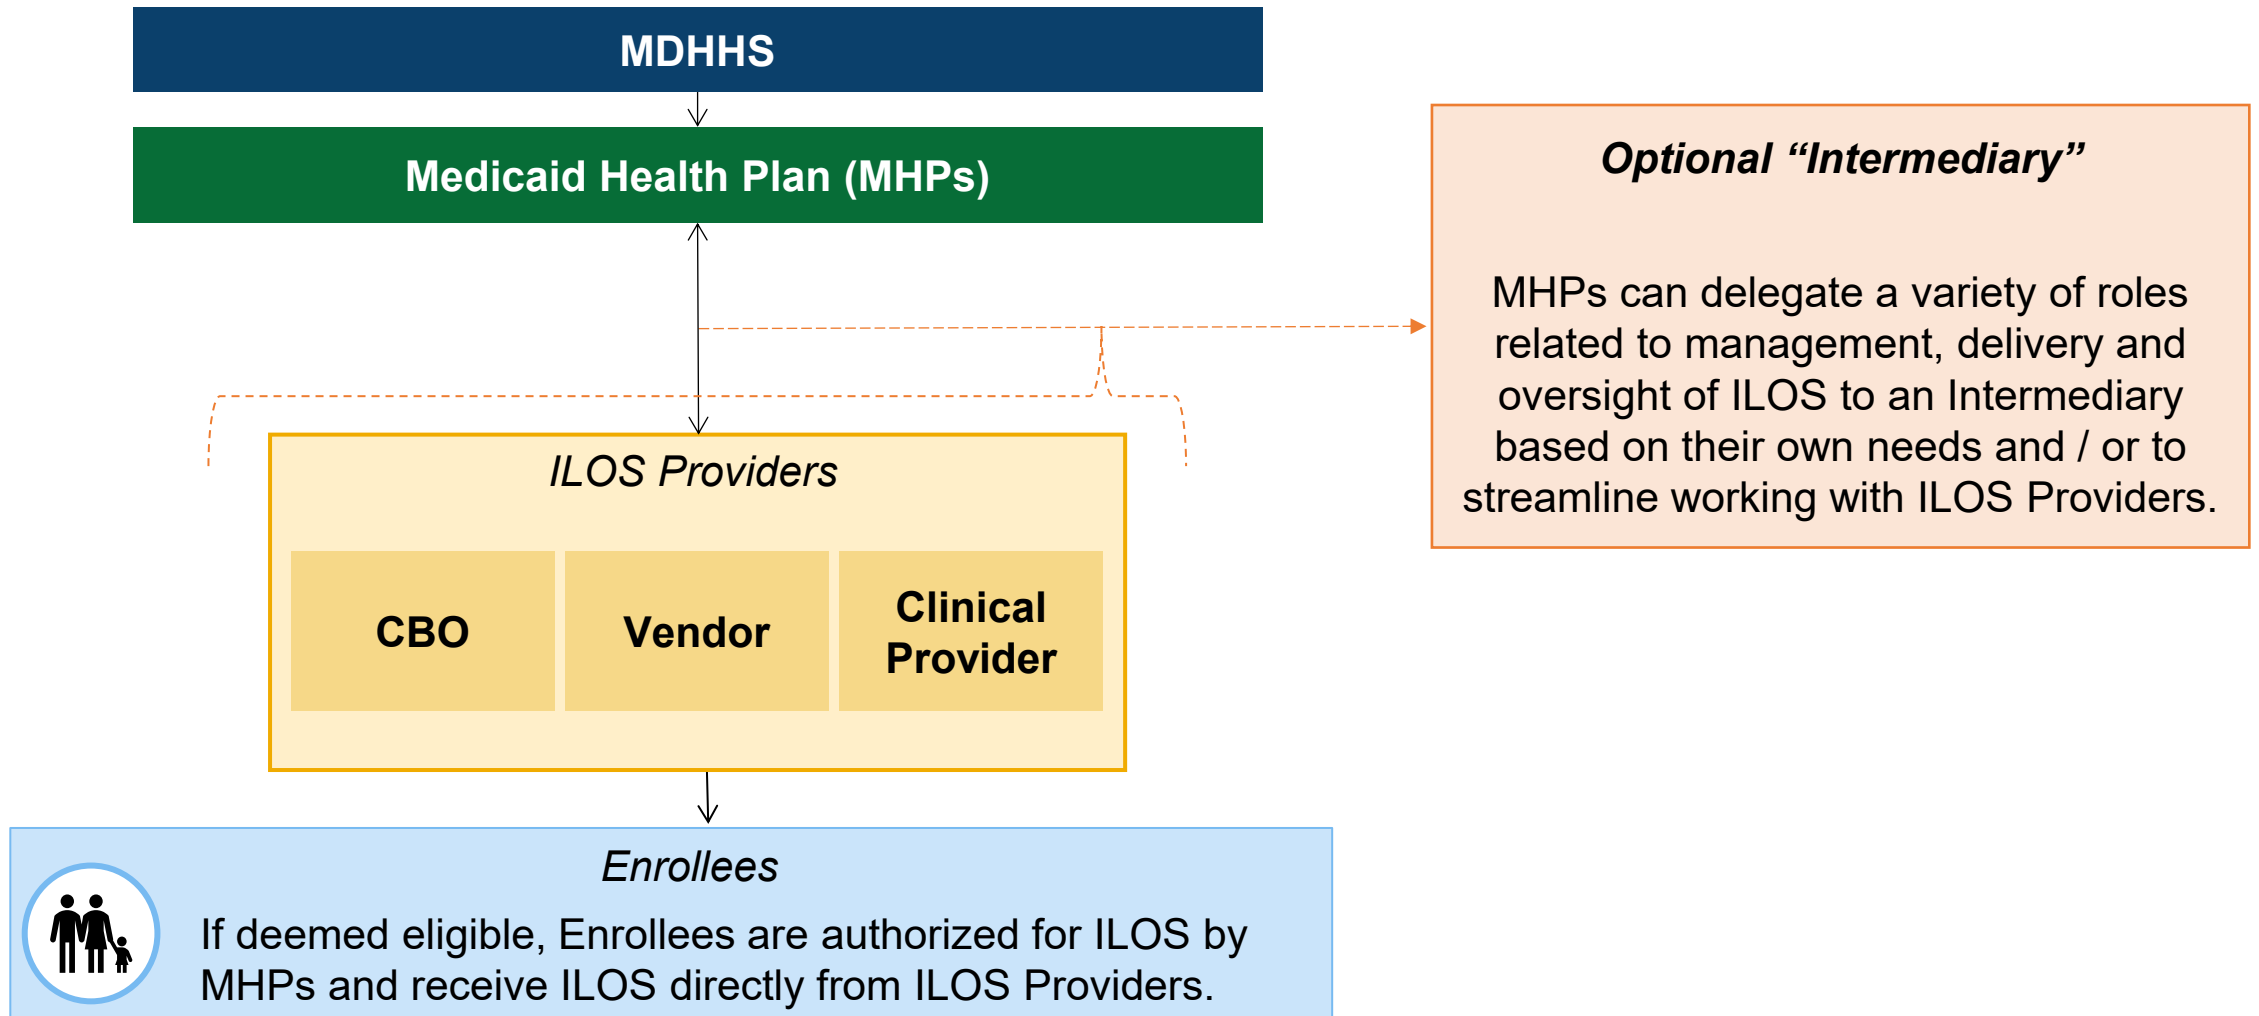 MDHHS
Medicaid Health Plan (MHPs)
Optional “Intermediary”
MHPs can delegate a variety of roles
related to management, delivery and
oversight of ILOS to an Intermediary
based on their own needs and / or to
streamline working with ILOS Providers.
ILOS Providers
CBO
Vendor
Clinical
Provider
Enrollees
If deemed eligible, Enrollees are authorized for ILOS by
MHPs and receive ILOS directly from ILOS Providers.